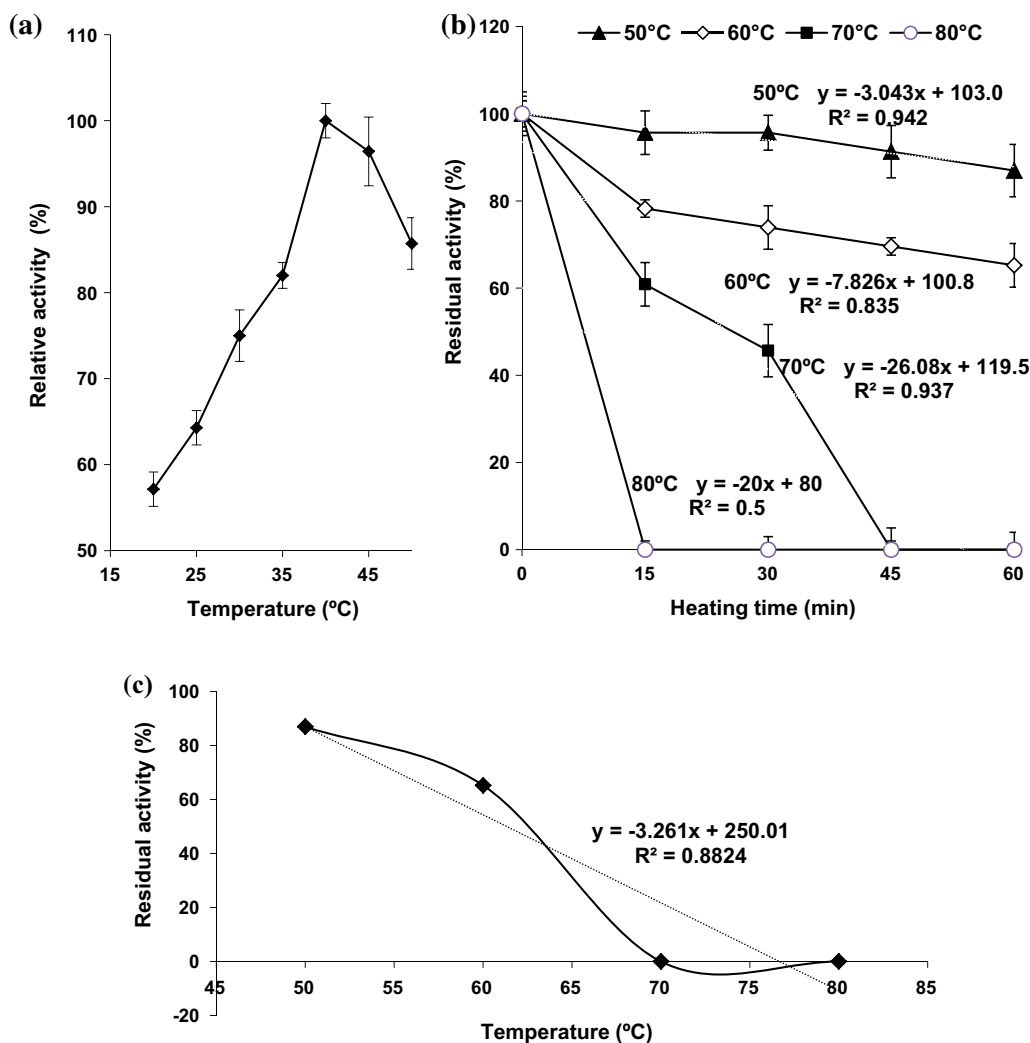 (a)
100
100
90
80
70
60
50
15
25
35
45
Relative activity (%)
Temperature (ºC)
(b)
50°C 60°C 70°C 80°C
120
100
80
60
40
20
0
0 15 30 45 60
Residual activity (%)
Heating time (min)
50ºC y = -3.043x + 103.0
R² = 0.942
60ºC y = -7.826x + 100.8
R² = 0.835
70ºC y = -26.08x + 119.5
R² = 0.937
80ºC y = -20x + 80
R² = 0.5
(c)
100
80
60
40
20
0
-20
45 50 55 60 65 70 75 80 85
Residual activity (%)
Temperature (ºC)
y = -3.261x + 250.01
R² = 0.8824